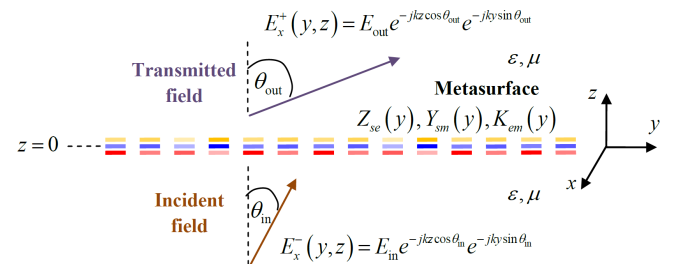 E_x^+(y,z) = E_out e^{-jkz cos θ_out} e^{-jky sin θ_out}
Transmitted
field
θ_out
ε, μ
Metasurface
Z_se(y), Y_sm(y), K_em(y)
z
y
x
z = 0
Incident
field
θ_in
ε, μ
E_x^-(y,z) = E_in e^{-jkz cos θ_in} e^{-jky sin θ_in}